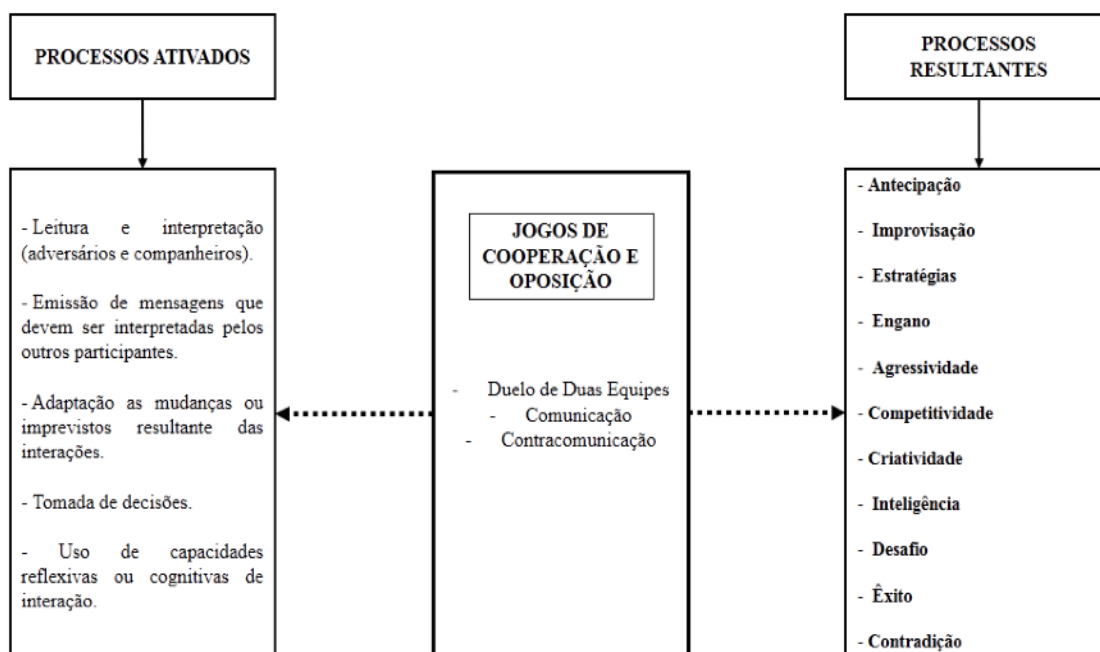 PROCESSOS ATIVADOS
- Leitura e interpretação
(adversários e companheiros).
- Emissão de mensagens que
devem ser interpretadas pelos
outros participantes.
- Adaptação as mudanças ou
imprevistos resultante das
interações.
- Tomada de decisões.
- Uso de capacidades
reflexivas ou cognitivas de
interação.
JOGOS DE
COOPERAÇÃO E
OPOSIÇÃO
- Duelo de Duas Equipes
- Comunicação
- Contracomunicação
PROCESSOS
RESULTANTES
- Antecipação
- Improvisação
- Estratégias
- Engano
- Agressividade
- Competitividade
- Criatividade
- Inteligência
- Desafio
- Êxito
- Contradição